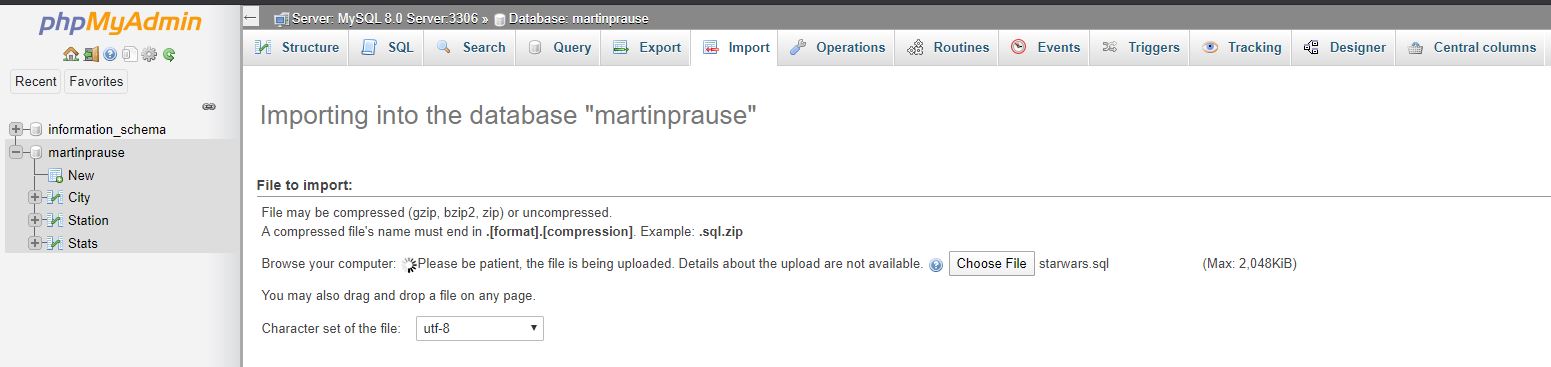 phpMyAdmin
Recent Favorites
information_schema
martinprause
New
City
Station
Stats
Server: MySQL 8.0 Server:3306 » Database: martinprause
Structure SQL Search Query Export Import Operations Routines Events Triggers Tracking Designer Central columns
Importing into the database "martinprause"
File to import:
File may be compressed (gzip, bzip2, zip) or uncompressed.
A compressed file's name must end in .[format].[compression]. Example: .sql.zip
Browse your computer: Please be patient, the file is being uploaded. Details about the upload are not available. Choose File starwars.sql (Max: 2,048KiB)
You may also drag and drop a file on any page.
Character set of the file: utf-8